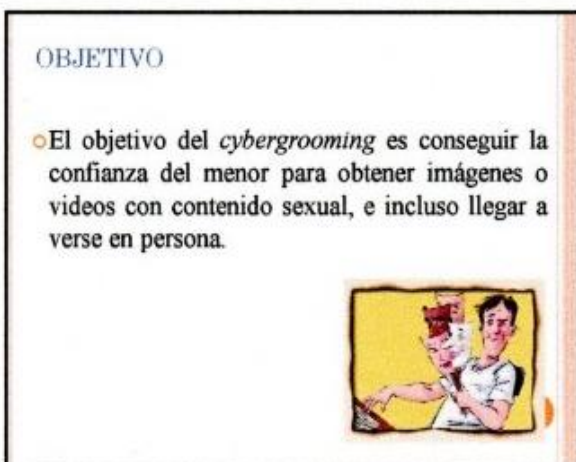 OBJETIVO
El objetivo del cybergrooming es conseguir la
confianza del menor para obtener imágenes o
videos con contenido sexual, e incluso llegar a
verse en persona.